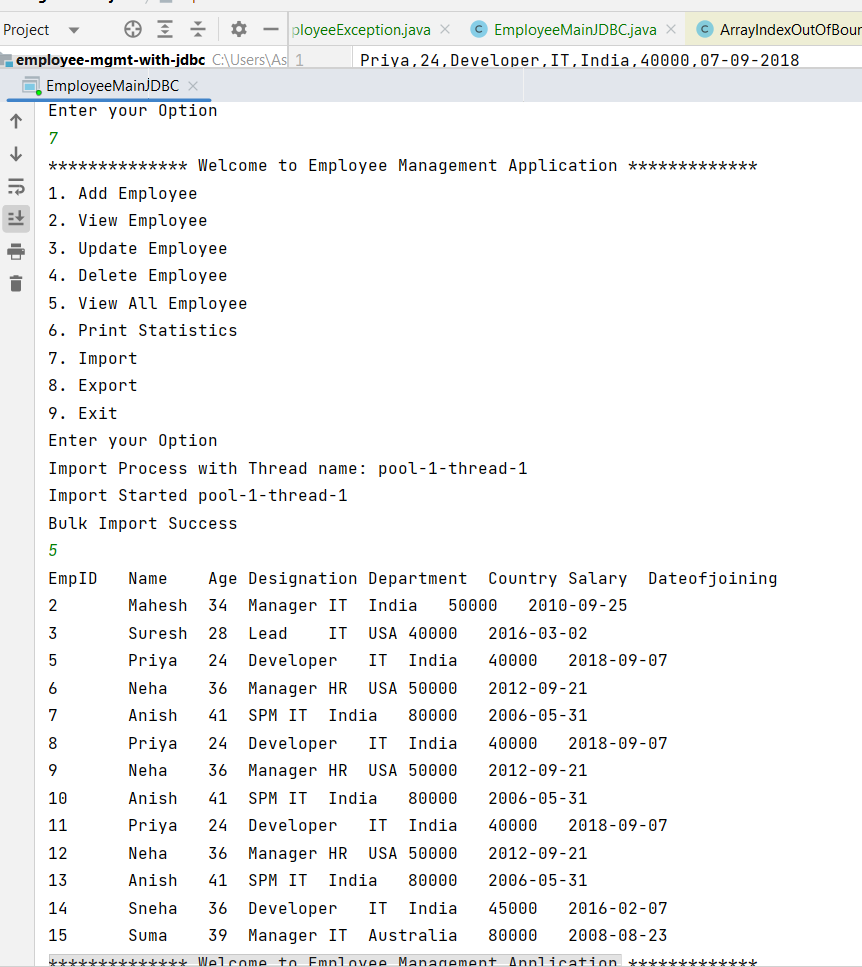 Project
ployeeException.java
EmployeeMainJDBC.java
ArrayIndexOutOfBour
employee-mgmt-with-jdbc C:\Users\As
1 Priya,24,Developer,IT,India,40000,07-09-2018
EmployeeMainJDBC
Enter your Option
7
************** Welcome to Employee Management Application *************
1. Add Employee
2. View Employee
3. Update Employee
4. Delete Employee
5. View All Employee
6. Print Statistics
7. Import
8. Export
9. Exit
Enter your Option
Import Process with Thread name: pool-1-thread-1
Import Started pool-1-thread-1
Bulk Import Success
5
EmpID Name Age Designation Department Country Salary Dateofjoining
2 Mahesh 34 Manager IT India 50000 2010-09-25
3 Suresh 28 Lead IT USA 40000 2016-03-02
5 Priya 24 Developer IT India 40000 2018-09-07
6 Neha 36 Manager HR USA 50000 2012-09-21
7 Anish 41 SPM IT India 80000 2006-05-31
8 Priya 24 Developer IT India 40000 2018-09-07
9 Neha 36 Manager HR USA 50000 2012-09-21
10 Anish 41 SPM IT India 80000 2006-05-31
11 Priya 24 Developer IT India 40000 2018-09-07
12 Neha 36 Manager HR USA 50000 2012-09-21
13 Anish 41 SPM IT India 80000 2006-05-31
14 Sneha 36 Developer IT India 45000 2016-02-07
15 Suma 39 Manager IT Australia 80000 2008-08-23
************** Welcome to Employee Management Application *************